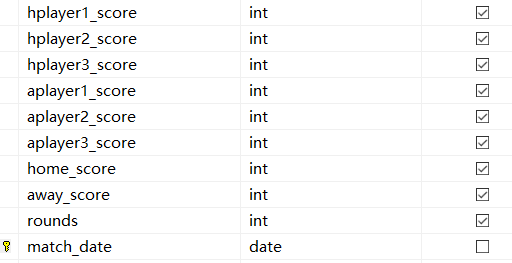 hplayer1_score int
hplayer2_score int
hplayer3_score int
aplayer1_score int
aplayer2_score int
aplayer3_score int
home_score int
away_score int
rounds int
match_date date